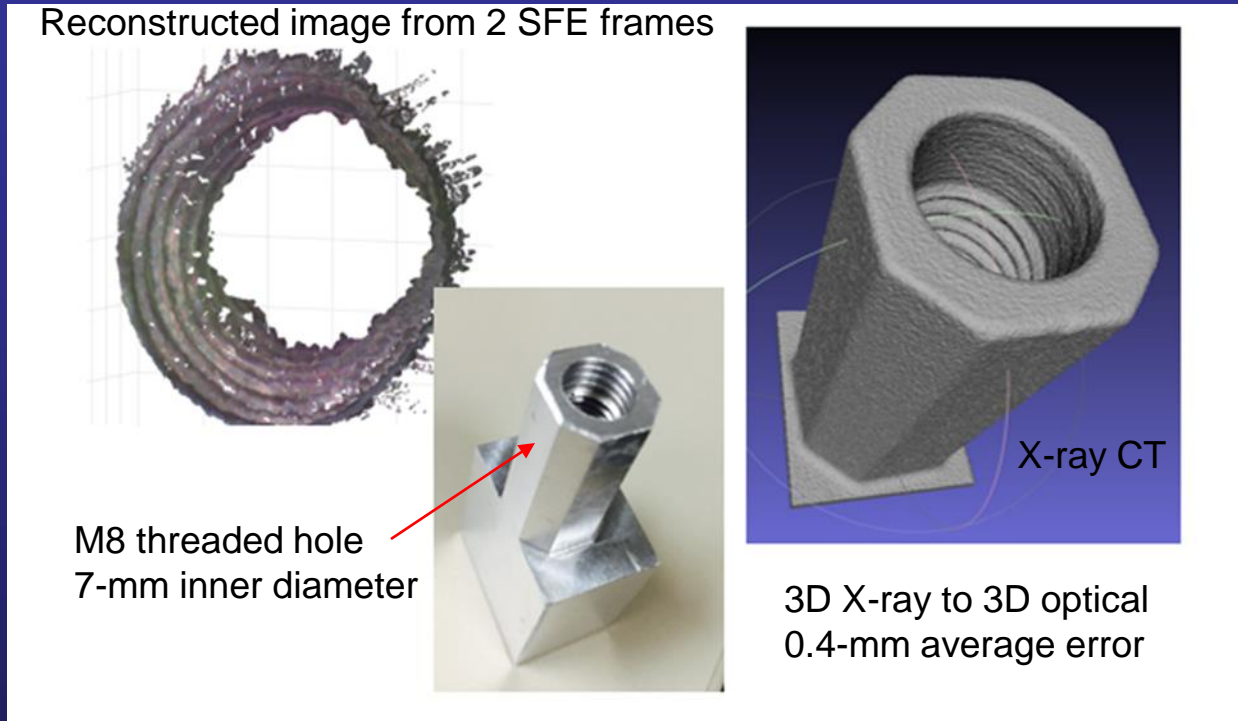 Reconstructed image from 2 SFE frames
X-ray CT
M8 threaded hole
7-mm inner diameter
3D X-ray to 3D optical
0.4-mm average error